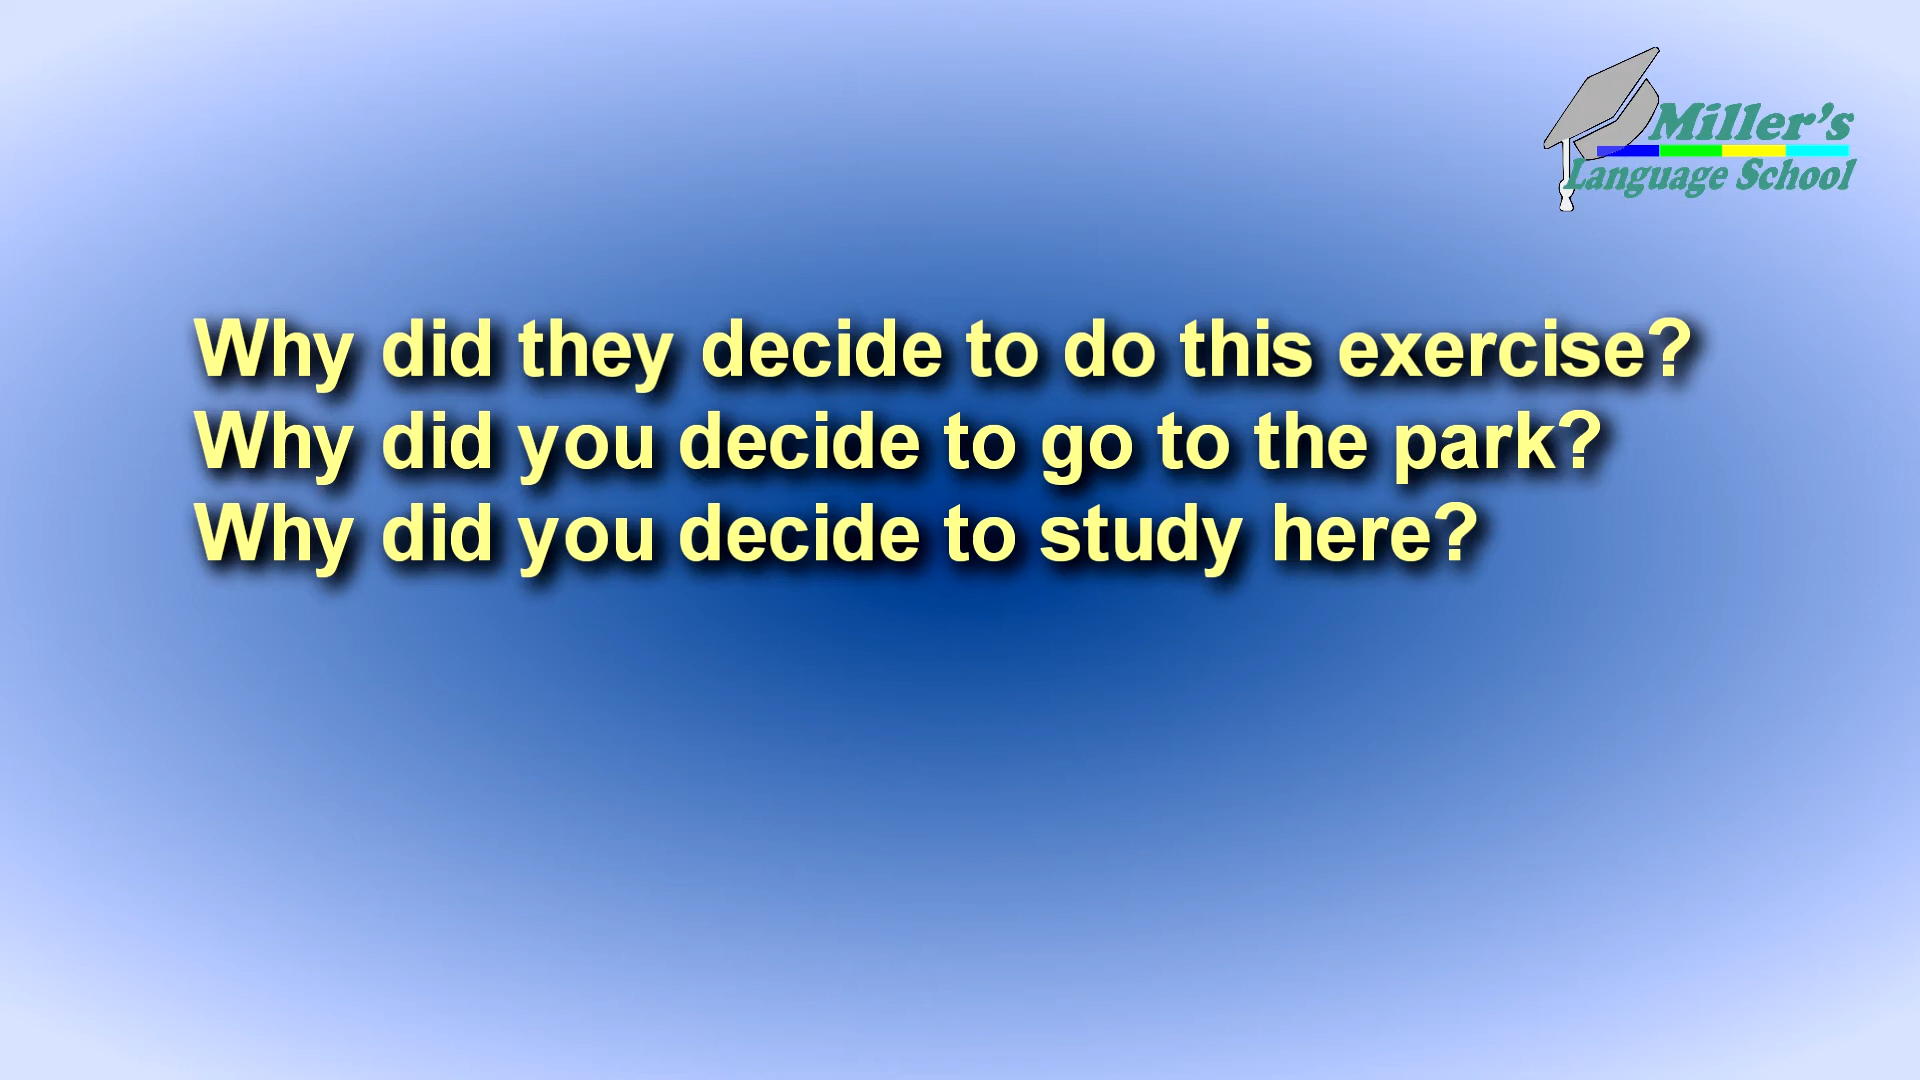 Miller's
Language School
Why did they decide to do this exercise?
Why did you decide to go to the park?
Why did you decide to study here?